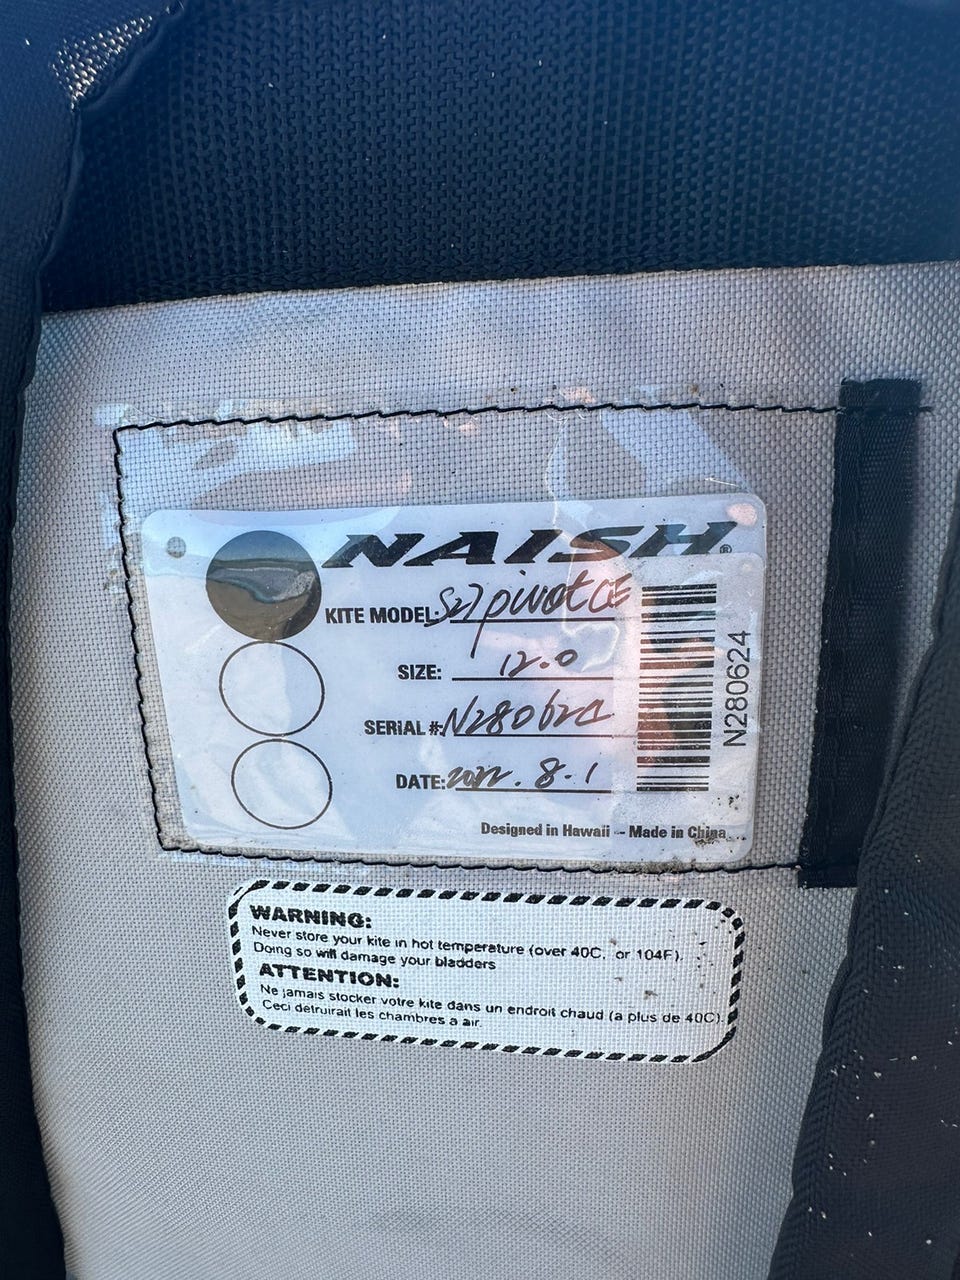 NAISH®
KITE MODEL: S27 pivot CE
SIZE: 12.0
SERIAL #: N280624
DATE: 2022.8.1
N280624
Designed in Hawaii -- Made in China
WARNING:
Never store your kite in hot temperature (over 40C, or 104F).
Doing so will damage your bladders
ATTENTION:
Ne jamais stocker votre kite dans un endroit chaud (a plus de 40C).
Ceci detruirait les chambres a air.